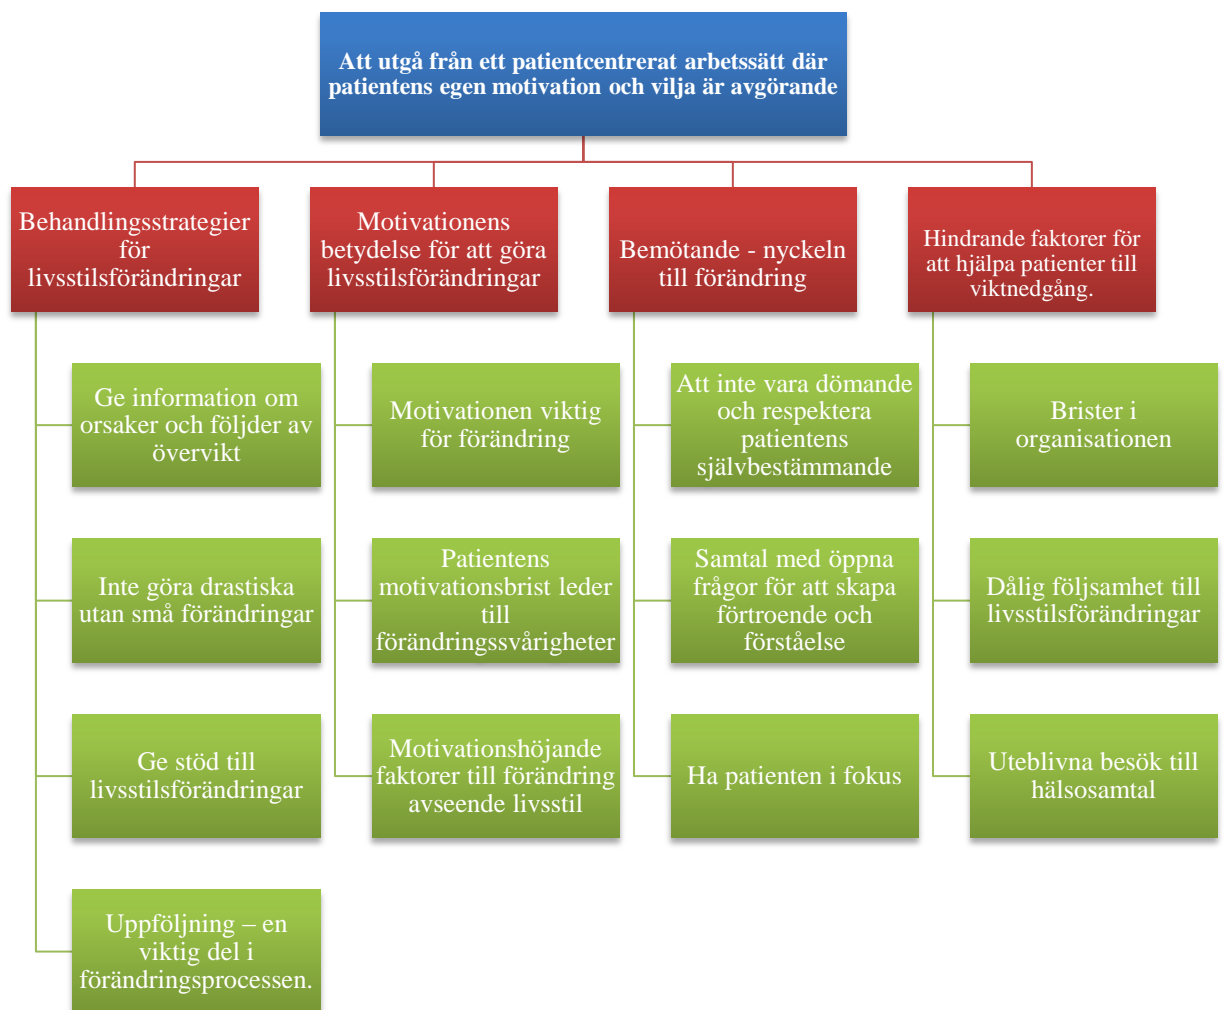 Att utgå från ett patientcentrerat arbetssätt där
patientens egen motivation och vilja är avgörande
Behandlingsstrategier
för
livsstilsförändringar
Ge information om
orsaker och följder av
övervikt
Inte göra drastiska
utan små förändringar
Ge stöd till
livsstilsförändringar
Uppföljning – en
viktig del i
förändringsprocessen.
Motivationens
betydelse för att göra
livsstilsförändringar
Motivationen viktig
för förändring
Patientens
motivationsbrist leder
till
förändringssvårigheter
Motivationshöjande
faktorer till förändring
avseende livsstil
Bemötande - nyckeln
till förändring
Att inte vara dömande
och respektera
patientens
självbestämmande
Samtal med öppna
frågor för att skapa
förtroende och
förståelse
Ha patienten i fokus
Hindrande faktorer för
att hjälpa patienter till
viktnedgång.
Brister i
organisationen
Dålig följsamhet till
livsstilsförändringar
Uteblivna besök till
hälsosamtal